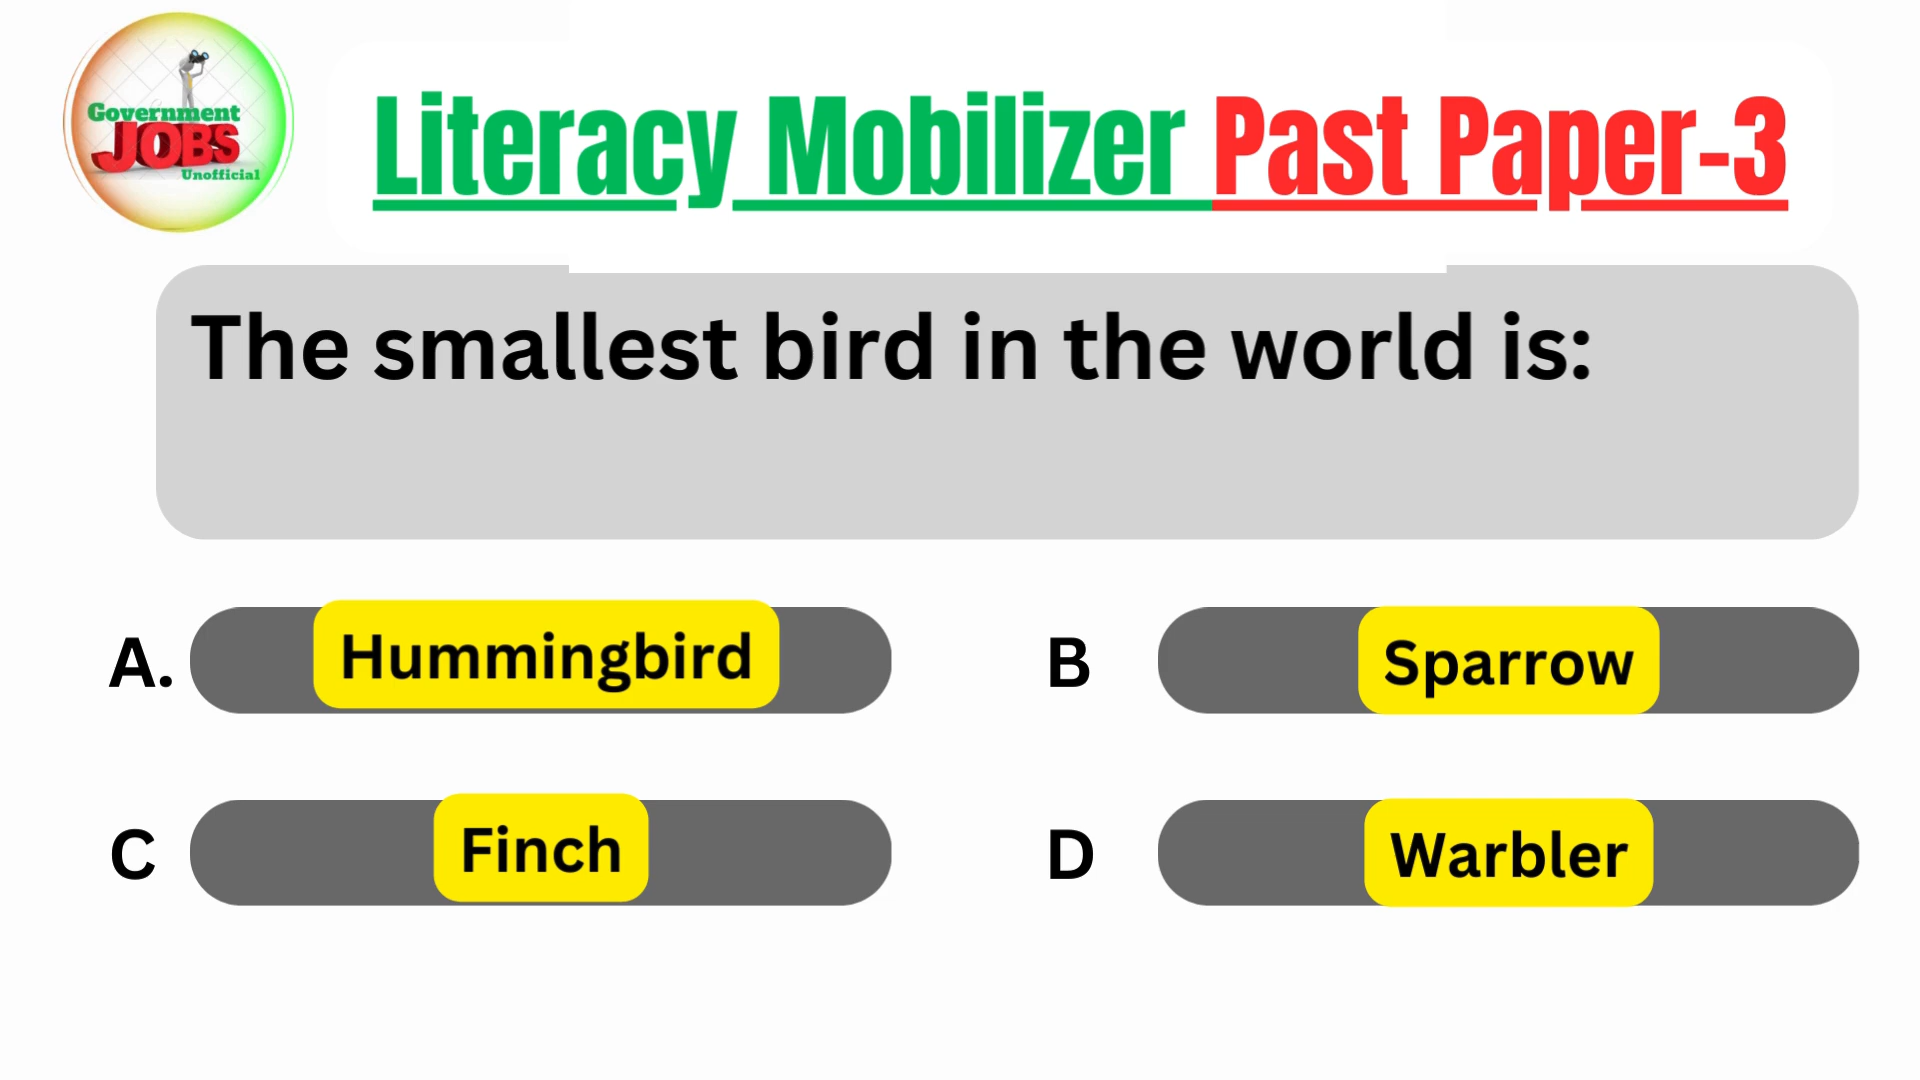 Government
JOBS
Unofficial
Literacy Mobilizer Past Paper-3
The smallest bird in the world is:
A. Hummingbird
B Sparrow
C Finch
D Warbler